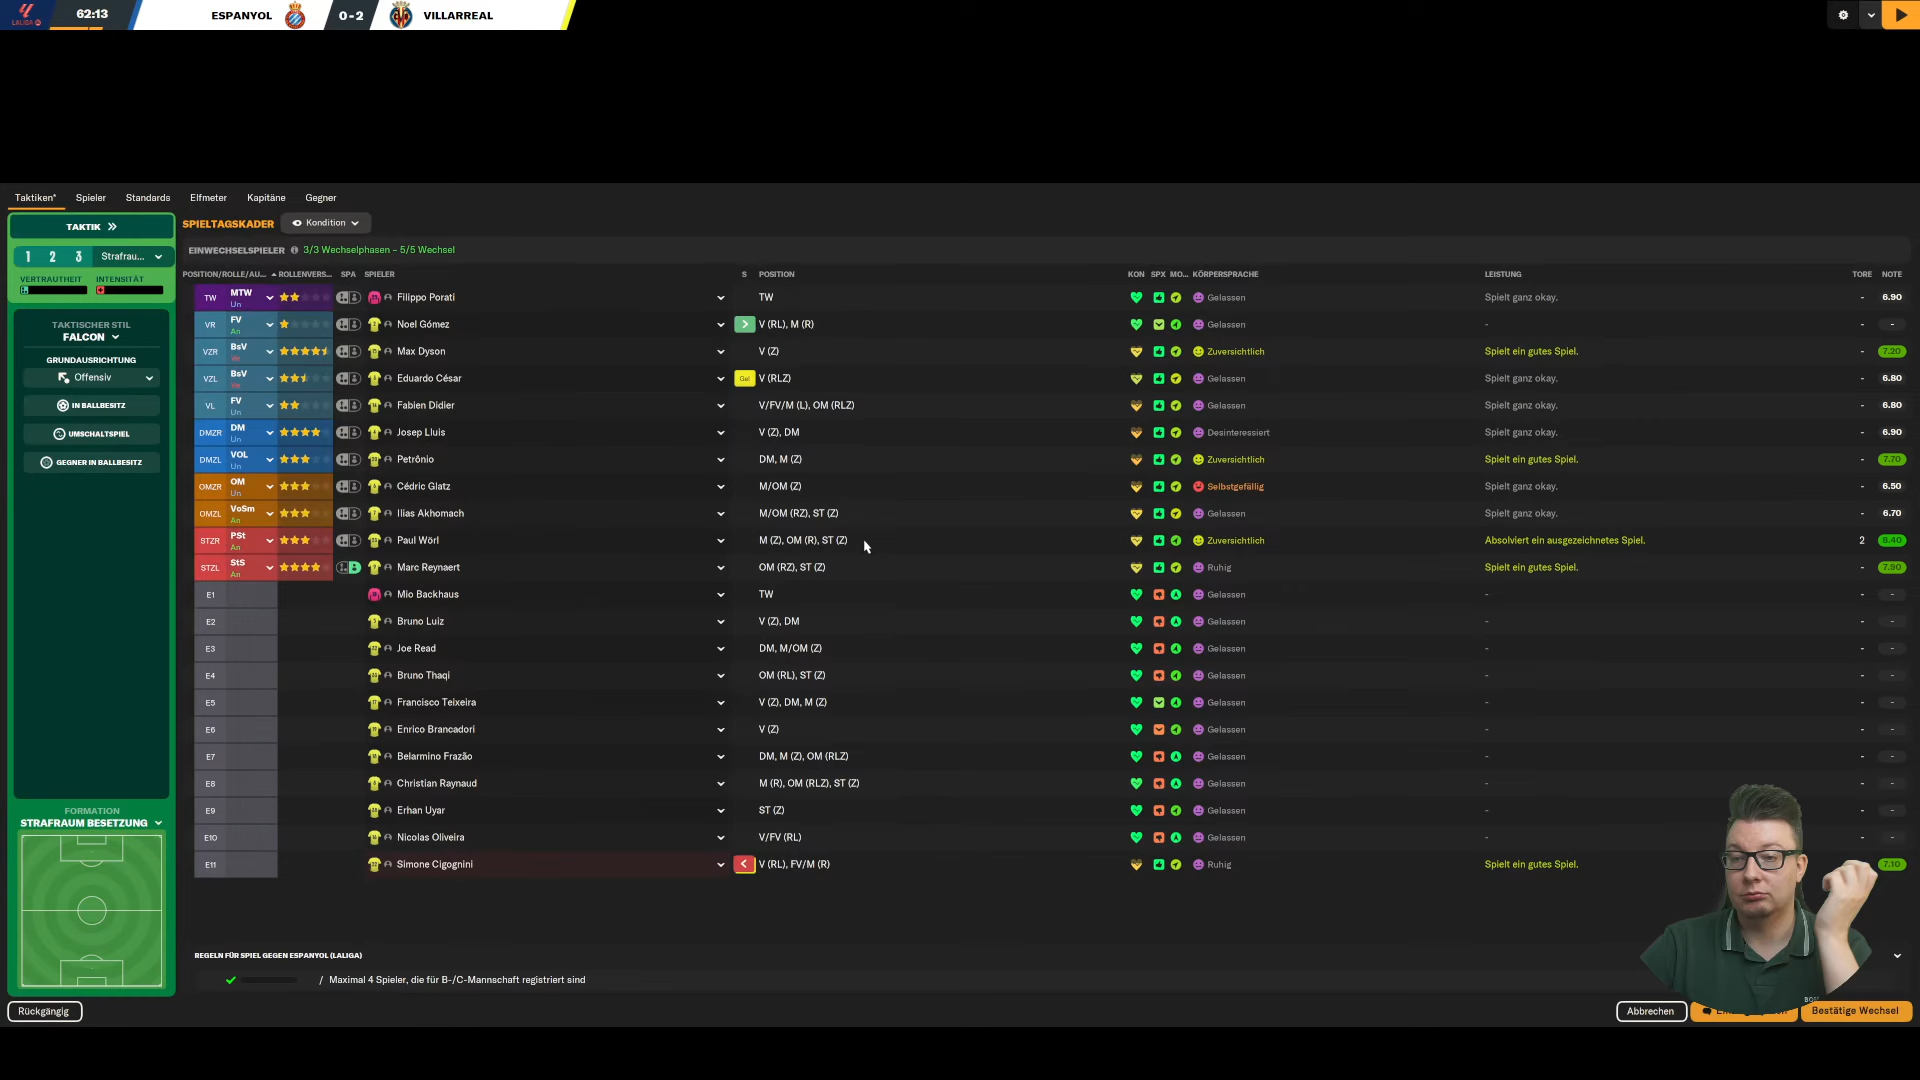 LALIGA
62:13
ESPANYOL
0-2
VILLARREAL
Taktiken*
Spieler
Standards
Elfmeter
Kapitäne
Gegner
TAKTIK
SPIELTAGSKADER
Kondition
1 2 3 Strafrau...
EINWECHSELSPIELER 3/3 Wechselphasen – 5/5 Wechsel
VERTRAUTHEIT INTENSITÄT
POSITION/ROLLE/AU... ROLLENVERS... SPA SPIELER S POSITION KON SPX MO... KÖRPERSPRACHE LEISTUNG TORE NOTE
TW MTW Un Filippo Porati TW Gelassen Spielt ganz okay. - 6.90
VR FV An Noel Gómez V (RL), M (R) Gelassen - - -
VZR BsV Ve Max Dyson V (Z) Zuversichtlich Spielt ein gutes Spiel. - 7.20
VZL BsV Ve Eduardo César Gel V (RLZ) Gelassen Spielt ganz okay. - 6.80
VL FV Un Fabien Didier V/FV/M (L), OM (RLZ) Gelassen Spielt ganz okay. - 6.80
DMZR DM Un Josep Lluis V (Z), DM Desinteressiert Spielt ganz okay. - 6.90
DMZL VOL Un Petrônio DM, M (Z) Zuversichtlich Spielt ein gutes Spiel. - 7.70
OMZR OM Un Cédric Glatz M/OM (Z) Selbstgefällig Spielt ganz okay. - 6.50
OMZL VoSm An Ilias Akhomach M/OM (RZ), ST (Z) Gelassen Spielt ganz okay. - 6.70
STZR PSt An Paul Wörl M (Z), OM (R), ST (Z) Zuversichtlich Absolviert ein ausgezeichnetes Spiel. 2 8.40
STZL StS An Marc Reynaert OM (RZ), ST (Z) Ruhig Spielt ein gutes Spiel. - 7.90
E1 Mio Backhaus TW Gelassen - - -
E2 Bruno Luiz V (Z), DM Gelassen - - -
E3 Joe Read DM, M/OM (Z) Gelassen - - -
E4 Bruno Thaqi OM (RL), ST (Z) Gelassen - - -
E5 Francisco Teixeira V (Z), DM, M (Z) Gelassen - - -
E6 Enrico Brancadori V (Z) Gelassen - - -
E7 Belarmino Frazão DM, M (Z), OM (RLZ) Gelassen - - -
E8 Christian Raynaud M (R), OM (RLZ), ST (Z) Gelassen - - -
E9 Erhan Uyar ST (Z) Gelassen - - -
E10 Nicolas Oliveira V/FV (RL) Gelassen - - -
E11 Simone Cigognini V (RL), FV/M (R) Ruhig Spielt ein gutes Spiel. - 7.10
TAKTISCHER STIL
FALCON
GRUNDAUSRICHTUNG
Offensiv
IN BALLBESITZ
UMSCHALTSPIEL
GEGNER IN BALLBESITZ
FORMATION
STRAFRAUM BESETZUNG
REGELN FÜR SPIEL GEGEN ESPANYOL (LALIGA)
/ Maximal 4 Spieler, die für B-/C-Mannschaft registriert sind
Rückgängig
Abbrechen
Bestätige Wechsel